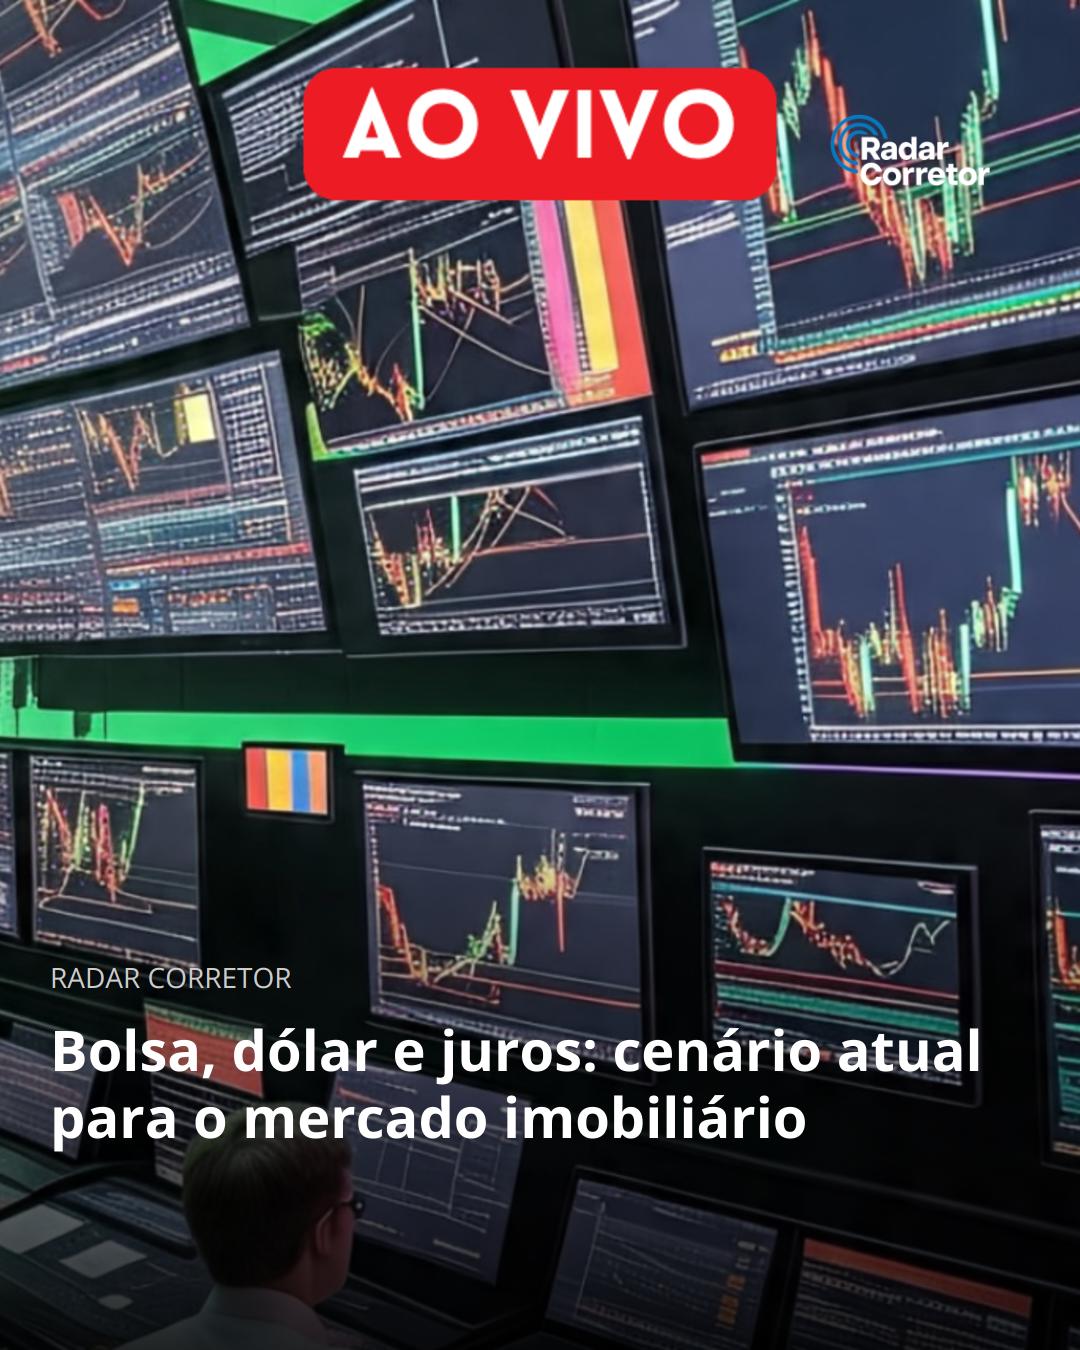 AO VIVO
Radar
Corretor
RADAR CORRETOR
Bolsa, dólar e juros: cenário atual
para o mercado imobiliário